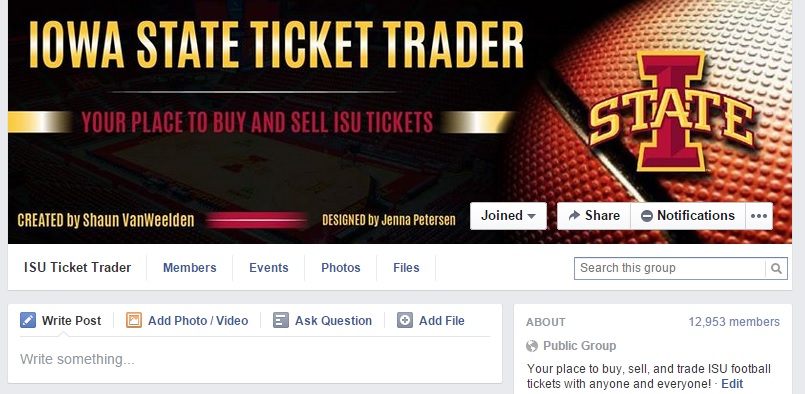 IOWA STATE TICKET TRADER
YOUR PLACE TO BUY AND SELL ISU TICKETS
I
STATE
CREATED by Shaun VanWeelden
DESIGNED by Jenna Petersen
Joined
Share
Notifications
ISU Ticket Trader
Members
Events
Photos
Files
Search this group
Write Post
Add Photo / Video
Ask Question
Add File
Write something...
ABOUT
12,953 members
Public Group
Your place to buy, sell, and trade ISU football
tickets with anyone and everyone! · Edit